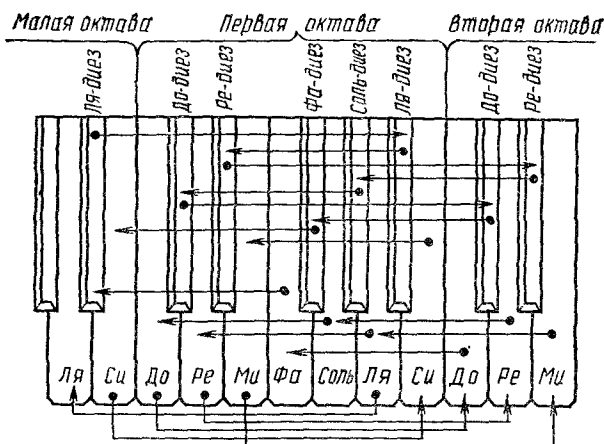 Малая октава Первая октава Вторая октава
Ля-диез До-диез Ре-диез Фа-диез Соль-диез Ля-диез До-диез Ре-диез
Ля Си До Ре Ми Фа Соль Ля Си До Ре Ми